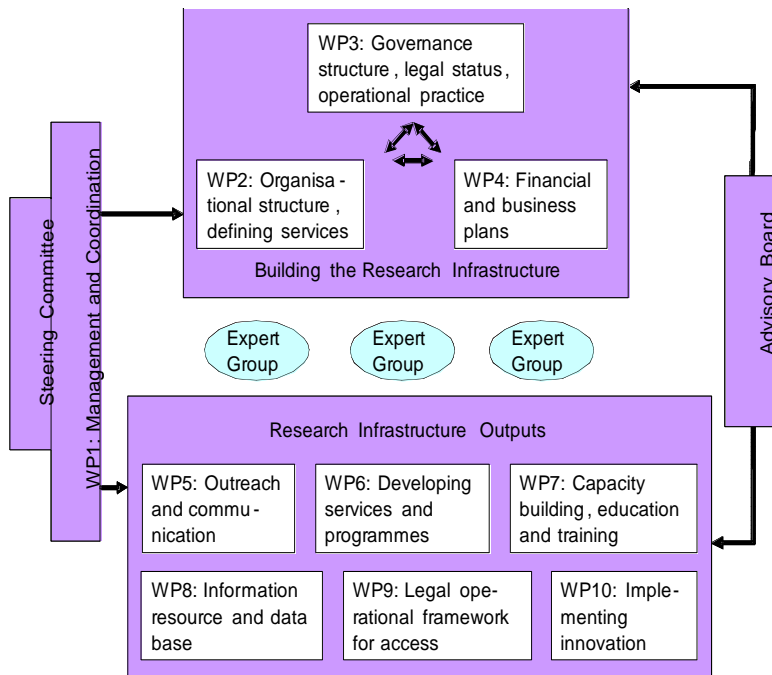 WP3: Governance
structure, legal status,
operational practice
WP2: Organisa-
tional structure,
defining services
WP4: Financial
and business
plans
Building the Research Infrastructure
Steering Committee
WP1: Management and Coordination
Advisory Board
Expert
Group
Expert
Group
Expert
Group
Research Infrastructure Outputs
WP5: Outreach
and commu-
nication
WP6: Developing
services and
programmes
WP7: Capacity
building, education
and training
WP8: Information
resource and data
base
WP9: Legal ope-
rational framework
for access
WP10: Imple-
menting
innovation